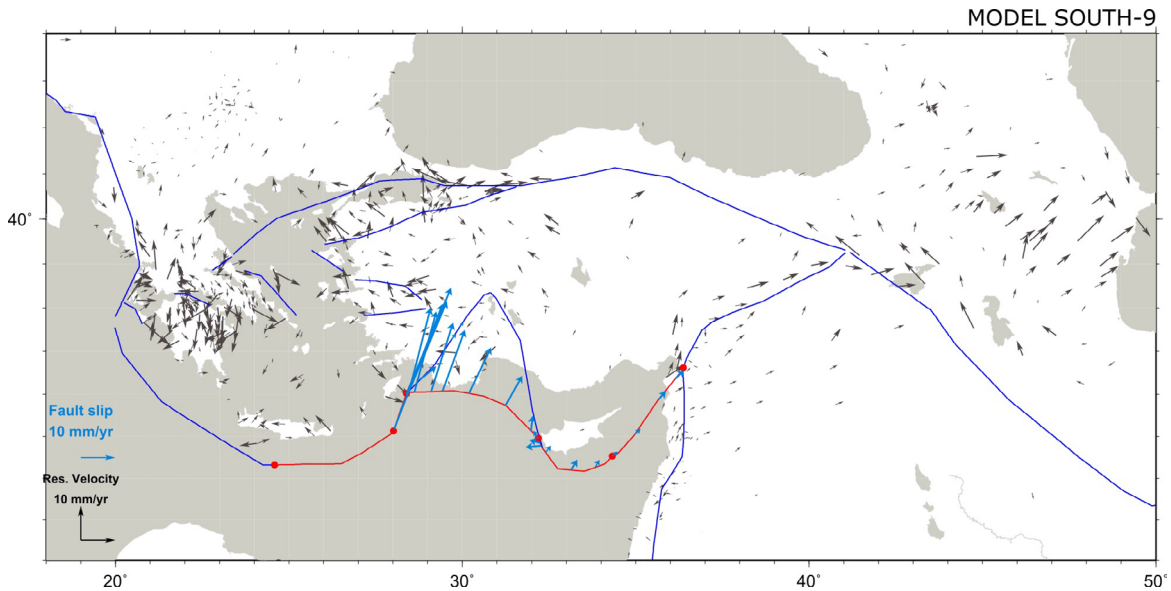 MODEL SOUTH-9
40°
Fault slip
10 mm/yr
Res. Velocity
10 mm/yr
20°
30°
40°
50°